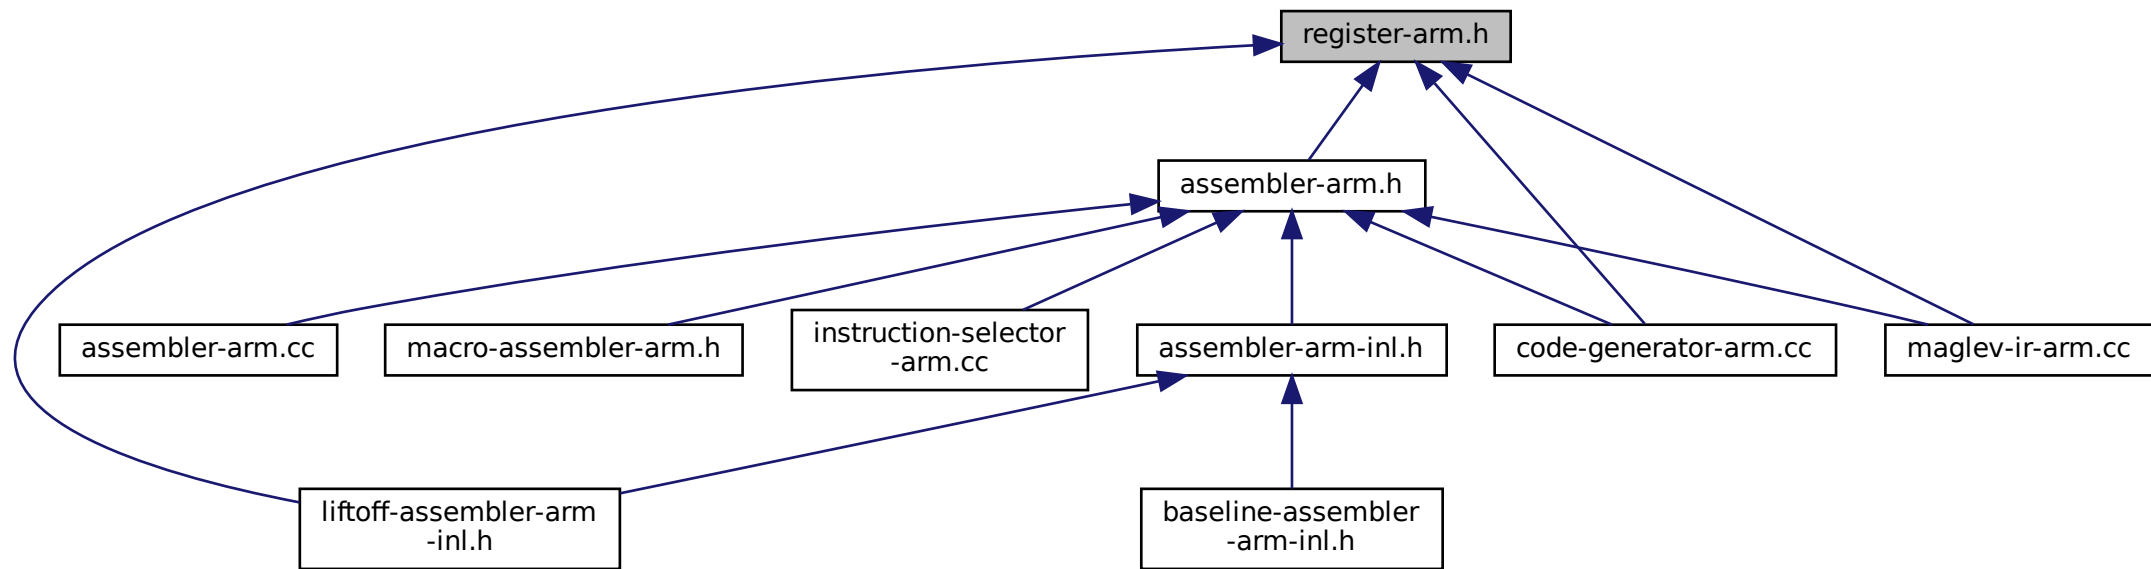 register-arm.h
assembler-arm.h
assembler-arm.cc
macro-assembler-arm.h
instruction-selector
-arm.cc
assembler-arm-inl.h
code-generator-arm.cc
maglev-ir-arm.cc
liftoff-assembler-arm
-inl.h
baseline-assembler
-arm-inl.h